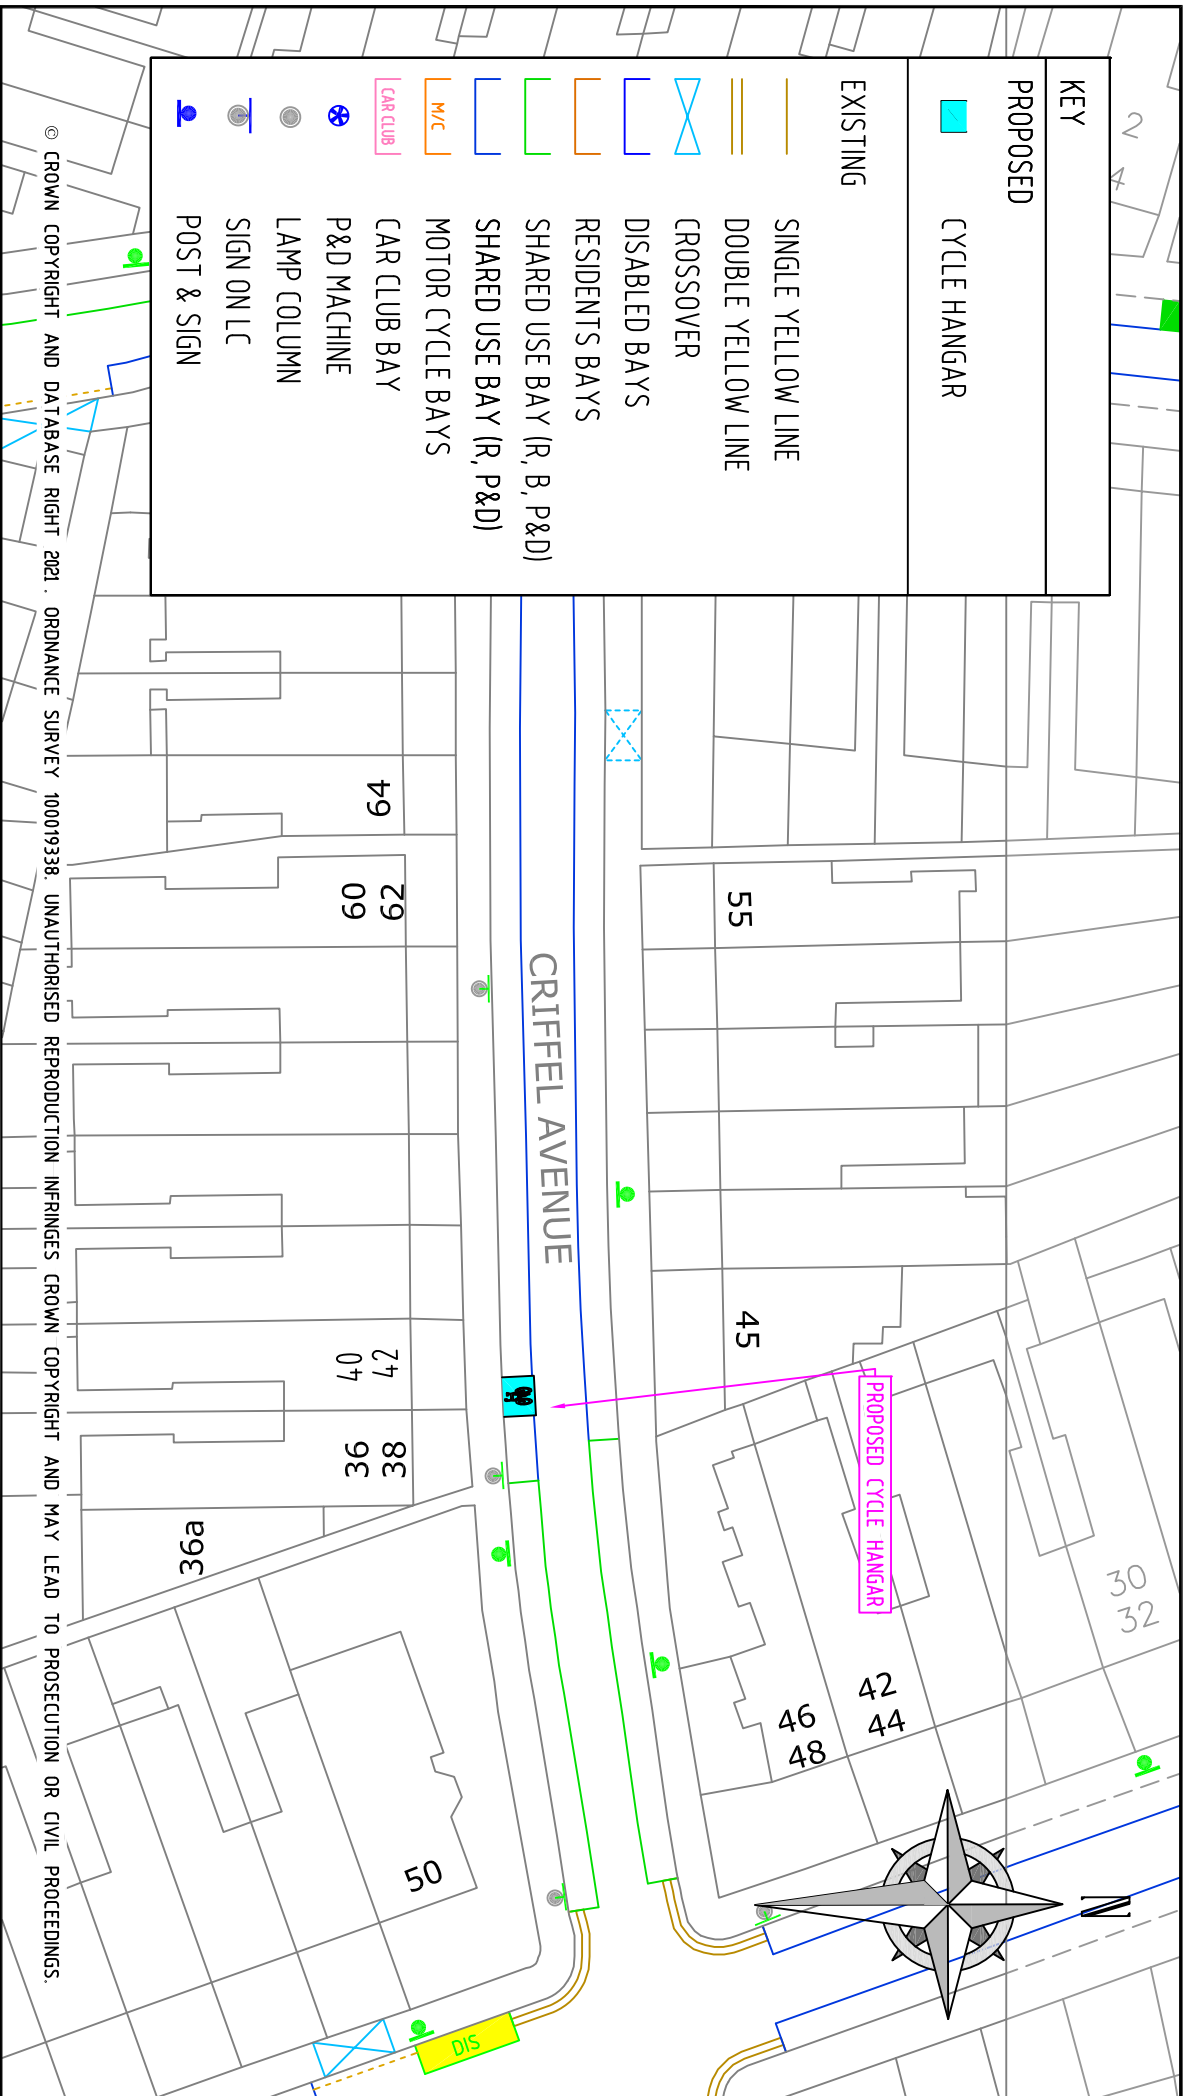 KEY
PROPOSED
CYCLE HANGAR
EXISTING
SINGLE YELLOW LINE
DOUBLE YELLOW LINE
CROSSOVER
DISABLED BAYS
RESIDENTS BAYS
SHARED USE BAY (R, B, P&D)
SHARED USE BAY (R, P&D)
M/C MOTOR CYCLE BAYS
CAR CLUB CAR CLUB BAY
P&D MACHINE
LAMP COLUMN
SIGN ON LC
POST & SIGN
2
4
55
45
PROPOSED CYCLE HANGAR
30
32
42
44
46
48
N
CRIFFEL AVENUE
64
62
60
42
40
38
36
36a
50
DIS
© CROWN COPYRIGHT AND DATABASE RIGHT 2021. ORDNANCE SURVEY 100019338. UNAUTHORISED REPRODUCTION INFRINGES CROWN COPYRIGHT AND MAY LEAD TO PROSECUTION OR CIVIL PROCEEDINGS.